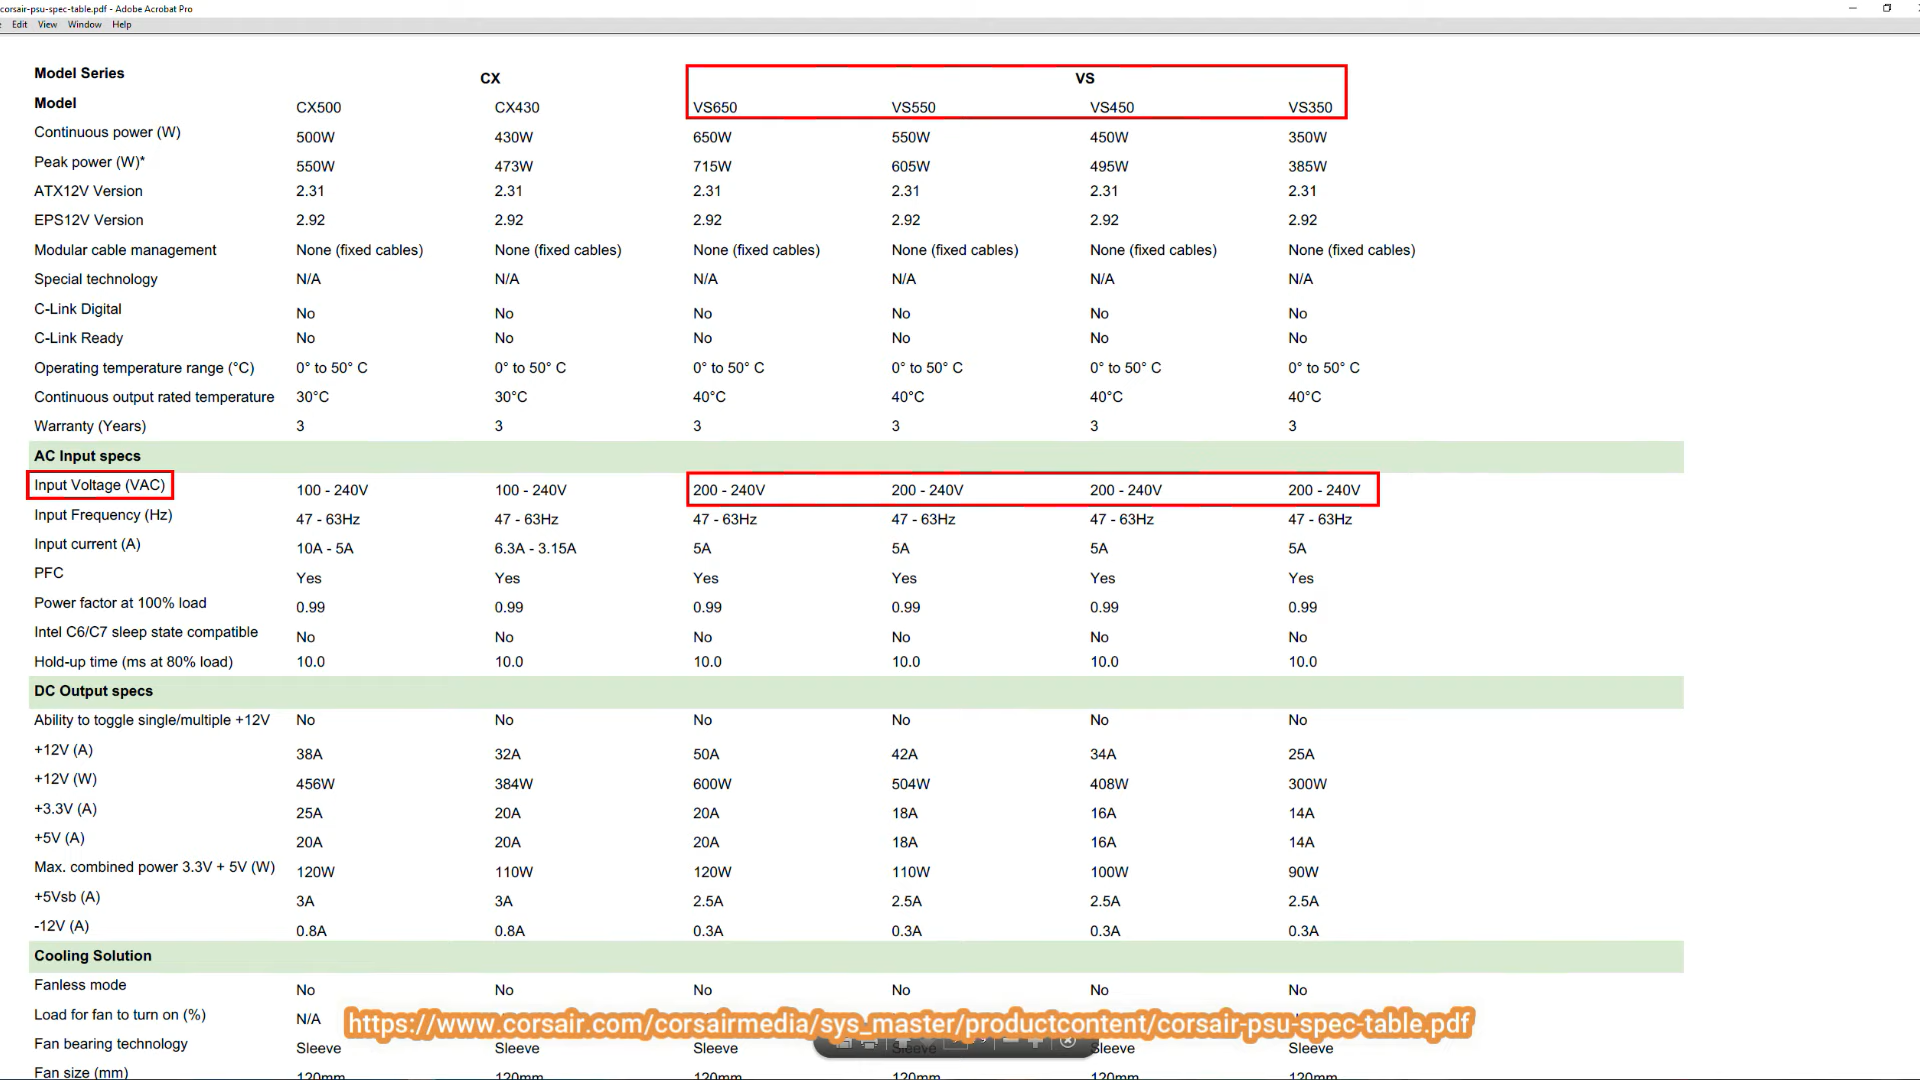 corsair-psu-spec-table.pdf - Adobe Acrobat Pro
Edit View Window Help
Model Series CX VS
Model CX500 CX430 VS650 VS550 VS450 VS350
Continuous power (W) 500W 430W 650W 550W 450W 350W
Peak power (W)* 550W 473W 715W 605W 495W 385W
ATX12V Version 2.31 2.31 2.31 2.31 2.31 2.31
EPS12V Version 2.92 2.92 2.92 2.92 2.92 2.92
Modular cable management None (fixed cables) None (fixed cables) None (fixed cables) None (fixed cables) None (fixed cables) None (fixed cables)
Special technology N/A N/A N/A N/A N/A N/A
C-Link Digital No No No No No No
C-Link Ready No No No No No No
Operating temperature range (°C) 0° to 50° C 0° to 50° C 0° to 50° C 0° to 50° C 0° to 50° C 0° to 50° C
Continuous output rated temperature 30°C 30°C 40°C 40°C 40°C 40°C
Warranty (Years) 3 3 3 3 3 3
AC Input specs
Input Voltage (VAC) 100 - 240V 100 - 240V 200 - 240V 200 - 240V 200 - 240V 200 - 240V
Input Frequency (Hz) 47 - 63Hz 47 - 63Hz 47 - 63Hz 47 - 63Hz 47 - 63Hz 47 - 63Hz
Input current (A) 10A - 5A 6.3A - 3.15A 5A 5A 5A 5A
PFC Yes Yes Yes Yes Yes Yes
Power factor at 100% load 0.99 0.99 0.99 0.99 0.99 0.99
Intel C6/C7 sleep state compatible No No No No No No
Hold-up time (ms at 80% load) 10.0 10.0 10.0 10.0 10.0 10.0
DC Output specs
Ability to toggle single/multiple +12V No No No No No No
+12V (A) 38A 32A 50A 42A 34A 25A
+12V (W) 456W 384W 600W 504W 408W 300W
+3.3V (A) 25A 20A 20A 18A 16A 14A
+5V (A) 20A 20A 20A 18A 16A 14A
Max. combined power 3.3V + 5V (W) 120W 110W 120W 110W 100W 90W
+5Vsb (A) 3A 3A 2.5A 2.5A 2.5A 2.5A
-12V (A) 0.8A 0.8A 0.3A 0.3A 0.3A 0.3A
Cooling Solution
Fanless mode No No No No No No
Load for fan to turn on (%) N/A
https://www.corsair.com/corsairmedia/sys_master/productcontent/corsair-psu-spec-table.pdf
Fan bearing technology Sleeve Sleeve Sleeve Sleeve Sleeve Sleeve
Fan size (mm) 120mm 120mm 120mm 120mm 120mm 120mm